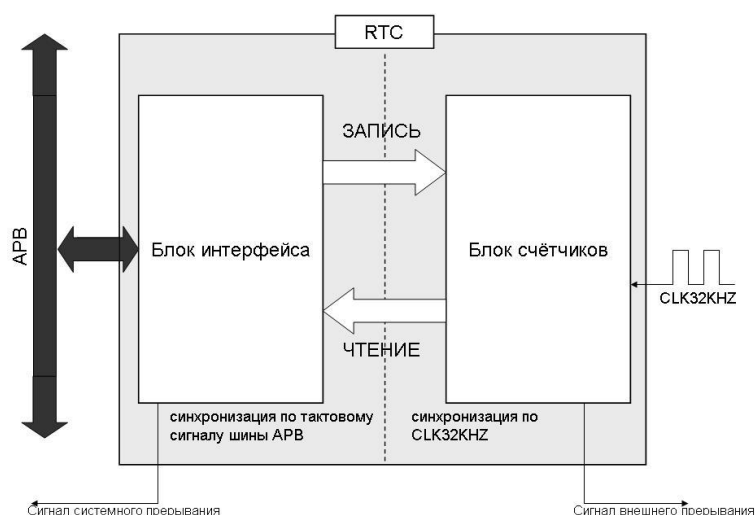 RTC
ЗАПИСЬ
APB
Блок интерфейса
Блок счётчиков
CLK32KHZ
ЧТЕНИЕ
синхронизация по тактовому
сигналу шины APB
синхронизация по
CLK32KHZ
Сигнал системного прерывания
Сигнал внешнего прерывания